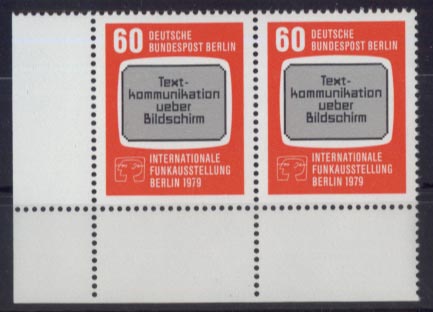 60 DEUTSCHE
BUNDESPOST BERLIN
Text-
kommunikation
ueber
Bildschirm
INTERNATIONALE
FUNKAUSSTELLUNG
BERLIN 1979
60 DEUTSCHE
BUNDESPOST BERLIN
Text-
kommunikation
ueber
Bildschirm
INTERNATIONALE
FUNKAUSSTELLUNG
BERLIN 1979